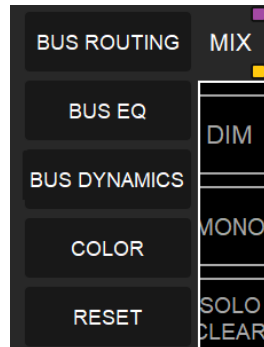 BUS ROUTING
MIX
BUS EQ
DIM
BUS DYNAMICS
MONO
COLOR
SOLO
CLEAR
RESET